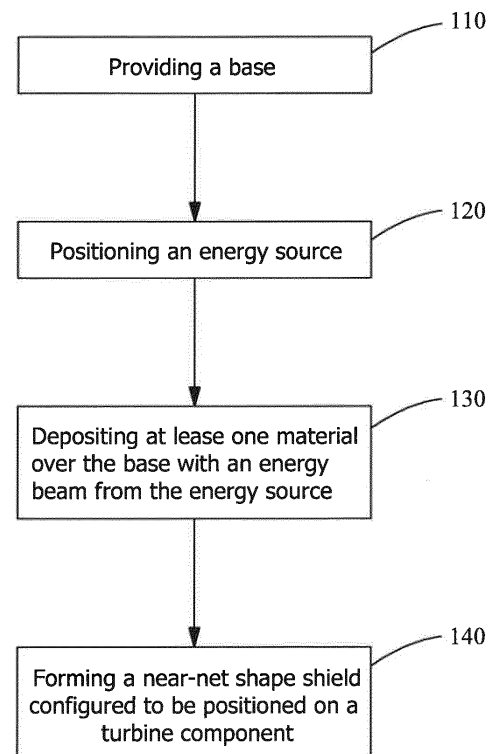 110
Providing a base
120
Positioning an energy source
130
Depositing at lease one material
over the base with an energy
beam from the energy source
140
Forming a near-net shape shield
configured to be positioned on a
turbine component